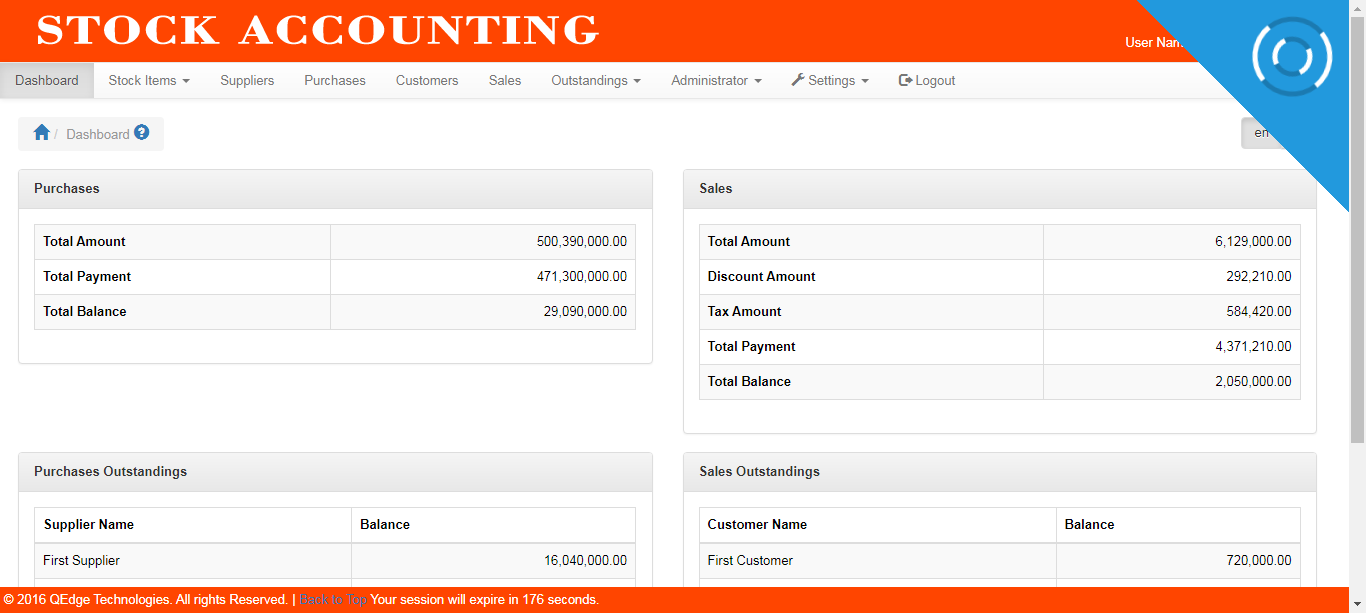 STOCK ACCOUNTING
User
Dashboard Stock Items Suppliers Purchases Customers Sales Outstandings Administrator Settings Logout
/ Dashboard ?
en
Purchases
Total Amount 500,390,000.00
Total Payment 471,300,000.00
Total Balance 29,090,000.00
Sales
Total Amount 6,129,000.00
Discount Amount 292,210.00
Tax Amount 584,420.00
Total Payment 4,371,210.00
Total Balance 2,050,000.00
Purchases Outstandings
Supplier Name Balance
First Supplier 16,040,000.00
Sales Outstandings
Customer Name Balance
First Customer 720,000.00
© 2016 QEdge Technologies. All rights Reserved. | Back to Top Your session will expire in 176 seconds.